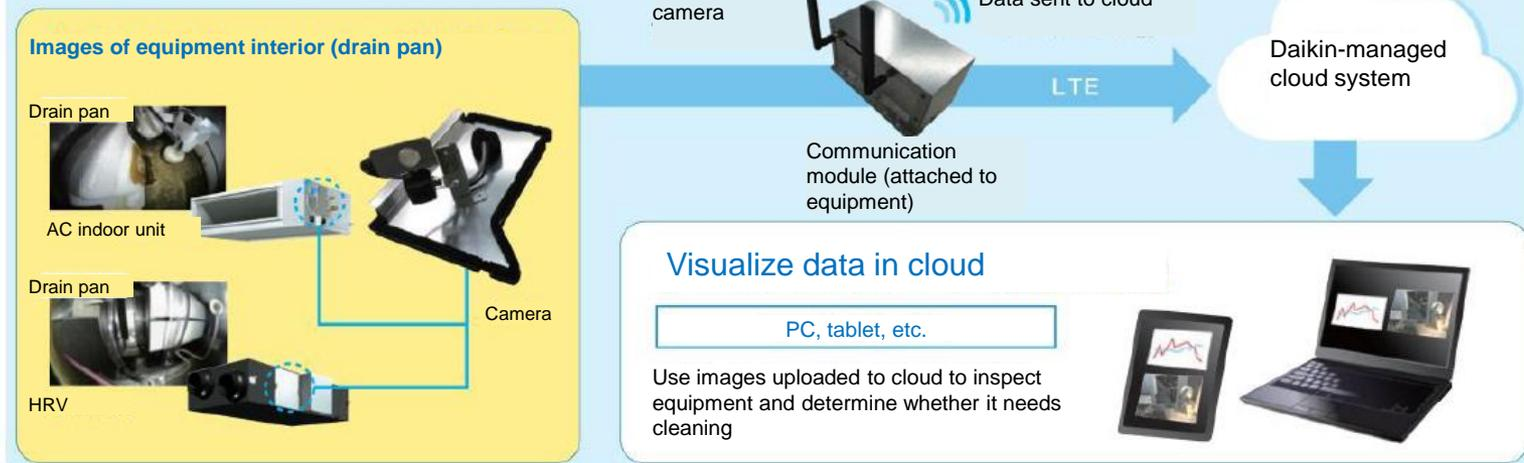 camera
Data sent to cloud
Images of equipment interior (drain pan)
LTE
Daikin-managed
cloud system
Drain pan
Communication
module (attached to
equipment)
AC indoor unit
Drain pan
Camera
HRV
Visualize data in cloud
PC, tablet, etc.
Use images uploaded to cloud to inspect
equipment and determine whether it needs
cleaning